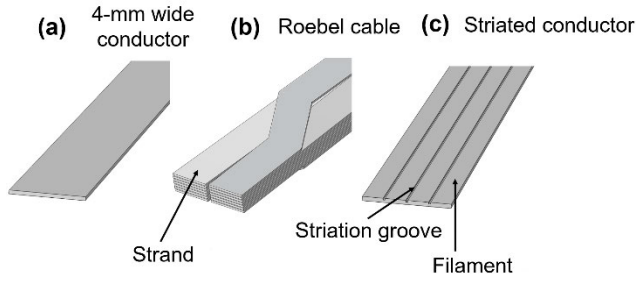 (a) 4-mm wide
conductor
(b) Roebel cable
(c) Striated conductor
Strand
Striation groove
Filament